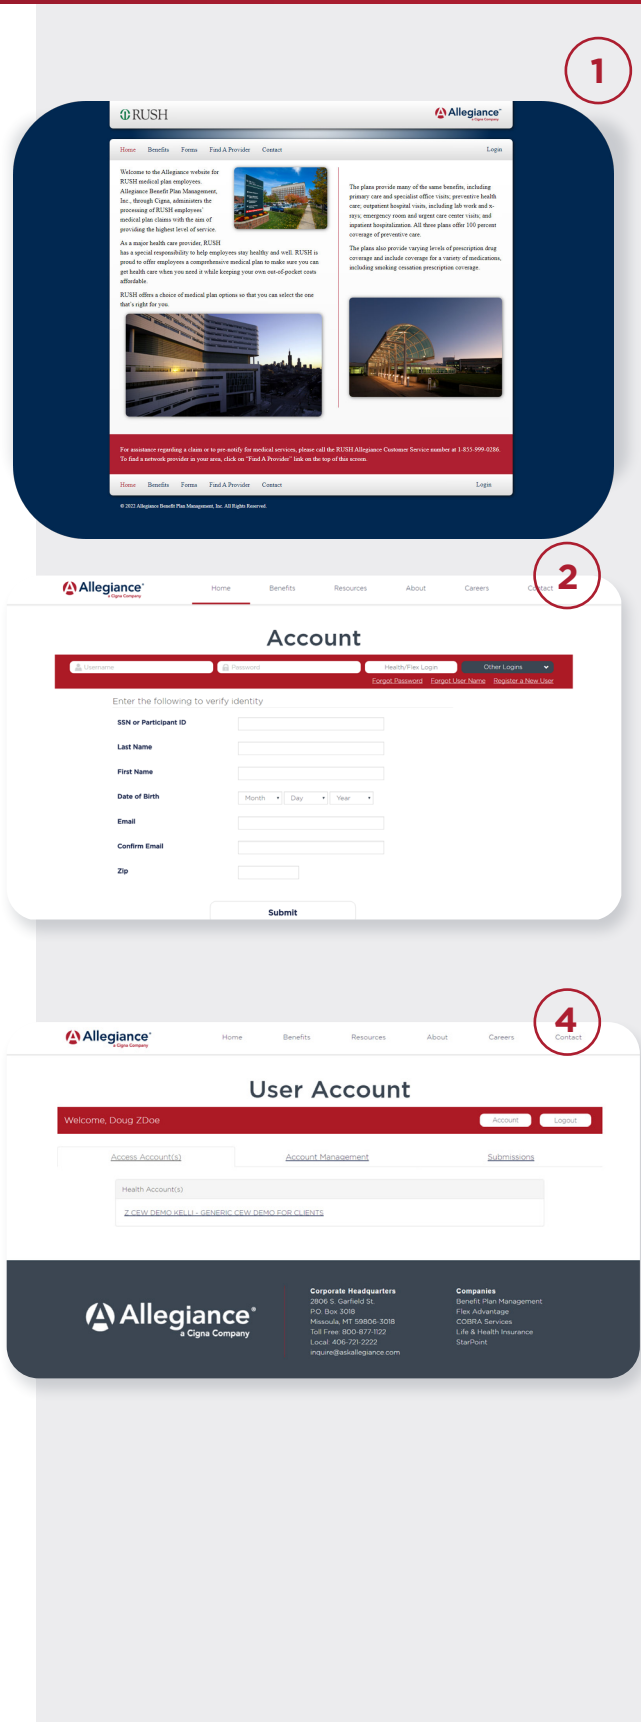 1
RUSH
Allegiance®
a Cigna Company
Home Benefits Forms Find A Provider Contact Login
Welcome to the Allegiance website for
RUSH medical plan employees.
Allegiance Benefit Plan Management,
Inc., through Cigna, administers the
processing of RUSH employees'
medical plan claims with the aim of
providing the highest level of service.
As a major health care provider, RUSH
has a special responsibility to help employees stay healthy and well. RUSH is
proud to offer employees a comprehensive medical plan to make sure you can
get health care when you need it while keeping your own out-of-pocket costs
affordable.
RUSH offers a choice of medical plan options so that you can select the one
that's right for you.
The plans provide many of the same benefits, including
primary care and specialist office visits; preventive health
care; outpatient hospital visits, including lab work and x-
rays; emergency room and urgent care center visits; and
inpatient hospitalization. All three plans offer 100 percent
coverage of preventive care.
The plans also provide varying levels of prescription drug
coverage and include coverage for a variety of medications,
including smoking cessation prescription coverage.
For assistance regarding a claim or to pre-notify for medical services, please call the RUSH Allegiance Customer Service number at 1-855-999-0286.
To find a network provider in your area, click on "Find A Provider" link on the top of this screen.
Home Benefits Forms Find A Provider Contact Login
© 2022 Allegiance Benefit Plan Management, Inc. All Rights Reserved.
2
Allegiance®
a Cigna Company
Home Benefits Resources About Careers Contact
Account
Username Password Health/Flex Login Other Logins
Forgot Password Forgot User Name Register a New User
Enter the following to verify identity
SSN or Participant ID
Last Name
First Name
Date of Birth Month Day Year
Email
Confirm Email
Zip
Submit
4
Allegiance®
a Cigna Company
Home Benefits Resources About Careers Contact
User Account
Welcome, Doug ZDoe Account Logout
Access Account(s) Account Management Submissions
Health Account(s)
Z CEW DEMO KELLI - GENERIC CEW DEMO FOR CLIENTS
Allegiance®
a Cigna Company
Corporate Headquarters
2806 S. Garfield St.
P.O. Box 3018
Missoula, MT 59806-3018
Toll Free: 800-877-1122
Local: 406-721-2222
inquire@askallegiance.com
Companies
Benefit Plan Management
Flex Advantage
COBRA Services
Life & Health Insurance
StarPoint